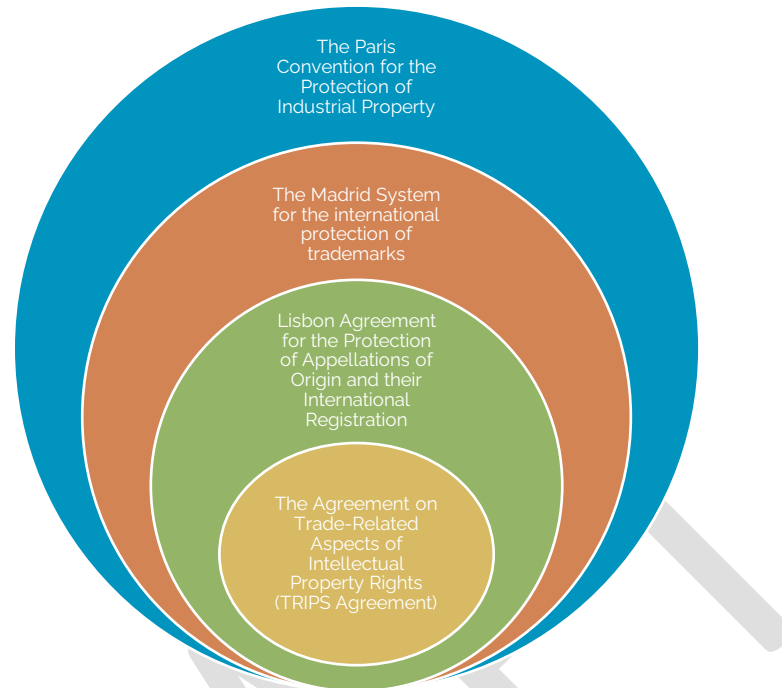 The Paris
Convention for the
Protection of
Industrial Property
The Madrid System
for the international
protection of
trademarks
Lisbon Agreement
for the Protection
of Appellations of
Origin and their
International
Registration
The Agreement on
Trade-Related
Aspects of
Intellectual
Property Rights
(TRIPS Agreement)